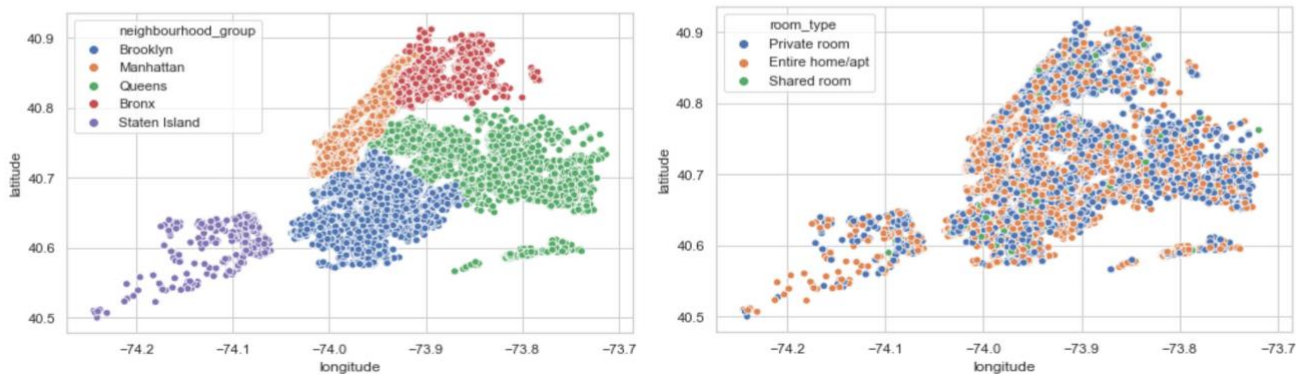 neighbourhood_group
Brooklyn
Manhattan
Queens
Bronx
Staten Island
40.9
40.8
40.7
40.6
40.5
latitude
−74.2
−74.1
−74.0
−73.9
−73.8
−73.7
longitude
room_type
Private room
Entire home/apt
Shared room
40.9
40.8
40.7
40.6
40.5
latitude
−74.2
−74.1
−74.0
−73.9
−73.8
−73.7
longitude